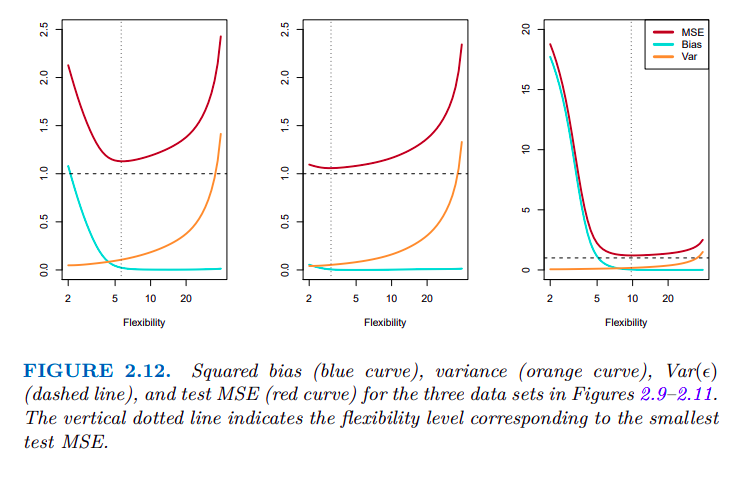 2.5
2.0
1.5
1.0
0.5
0.0
2 5 10 20
Flexibility
2.5
2.0
1.5
1.0
0.5
0.0
2 5 10 20
Flexibility
20
15
10
5
0
2 5 10 20
Flexibility
MSE
Bias
Var
FIGURE 2.12. Squared bias (blue curve), variance (orange curve), Var(ϵ)
(dashed line), and test MSE (red curve) for the three data sets in Figures 2.9–2.11.
The vertical dotted line indicates the flexibility level corresponding to the smallest
test MSE.